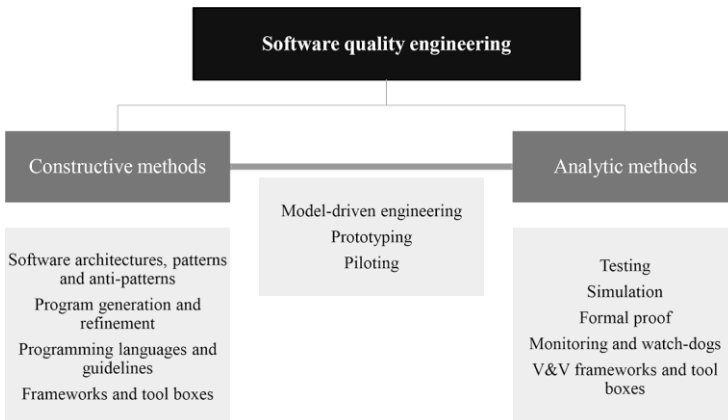 Software quality engineering
Constructive methods
Analytic methods
Model-driven engineering
Prototyping
Piloting
Software architectures, patterns
and anti-patterns
Program generation and
refinement
Programming languages and
guidelines
Frameworks and tool boxes
Testing
Simulation
Formal proof
Monitoring and watch-dogs
V&V frameworks and tool
boxes